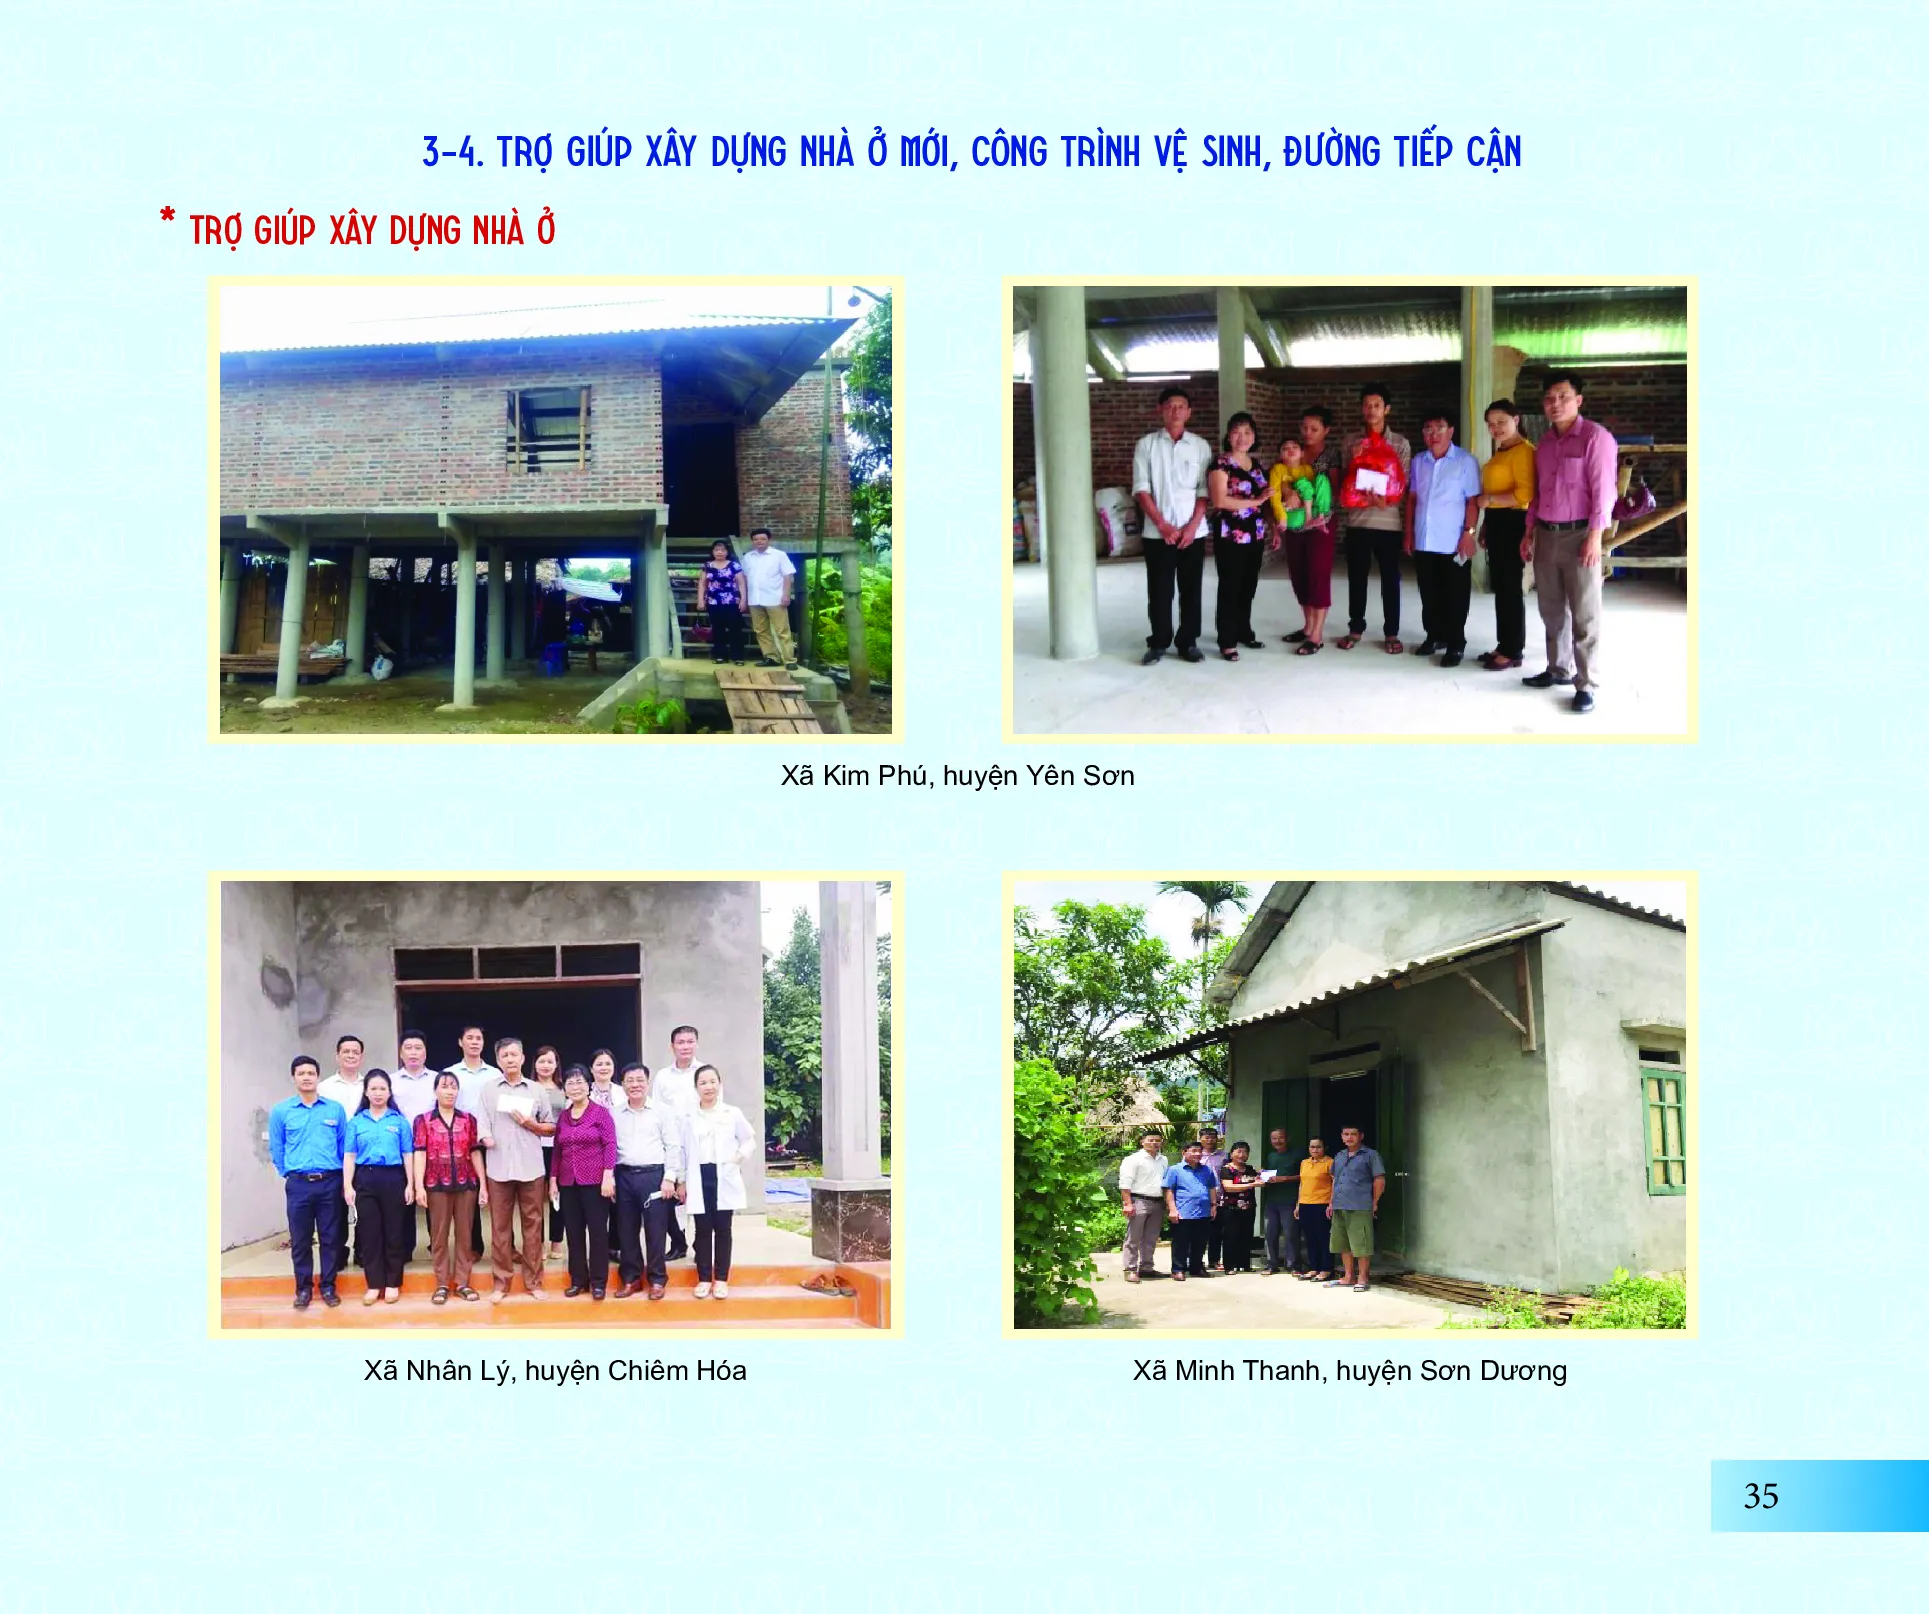 3-4. TRỢ GIÚP XÂY DỰNG NHÀ Ở MỚI, CÔNG TRÌNH VỆ SINH, ĐƯỜNG TIẾP CẬN
* TRỢ GIÚP XÂY DỰNG NHÀ Ở
Xã Kim Phú, huyện Yên Sơn
Xã Nhân Lý, huyện Chiêm Hóa
Xã Minh Thanh, huyện Sơn Dương
35